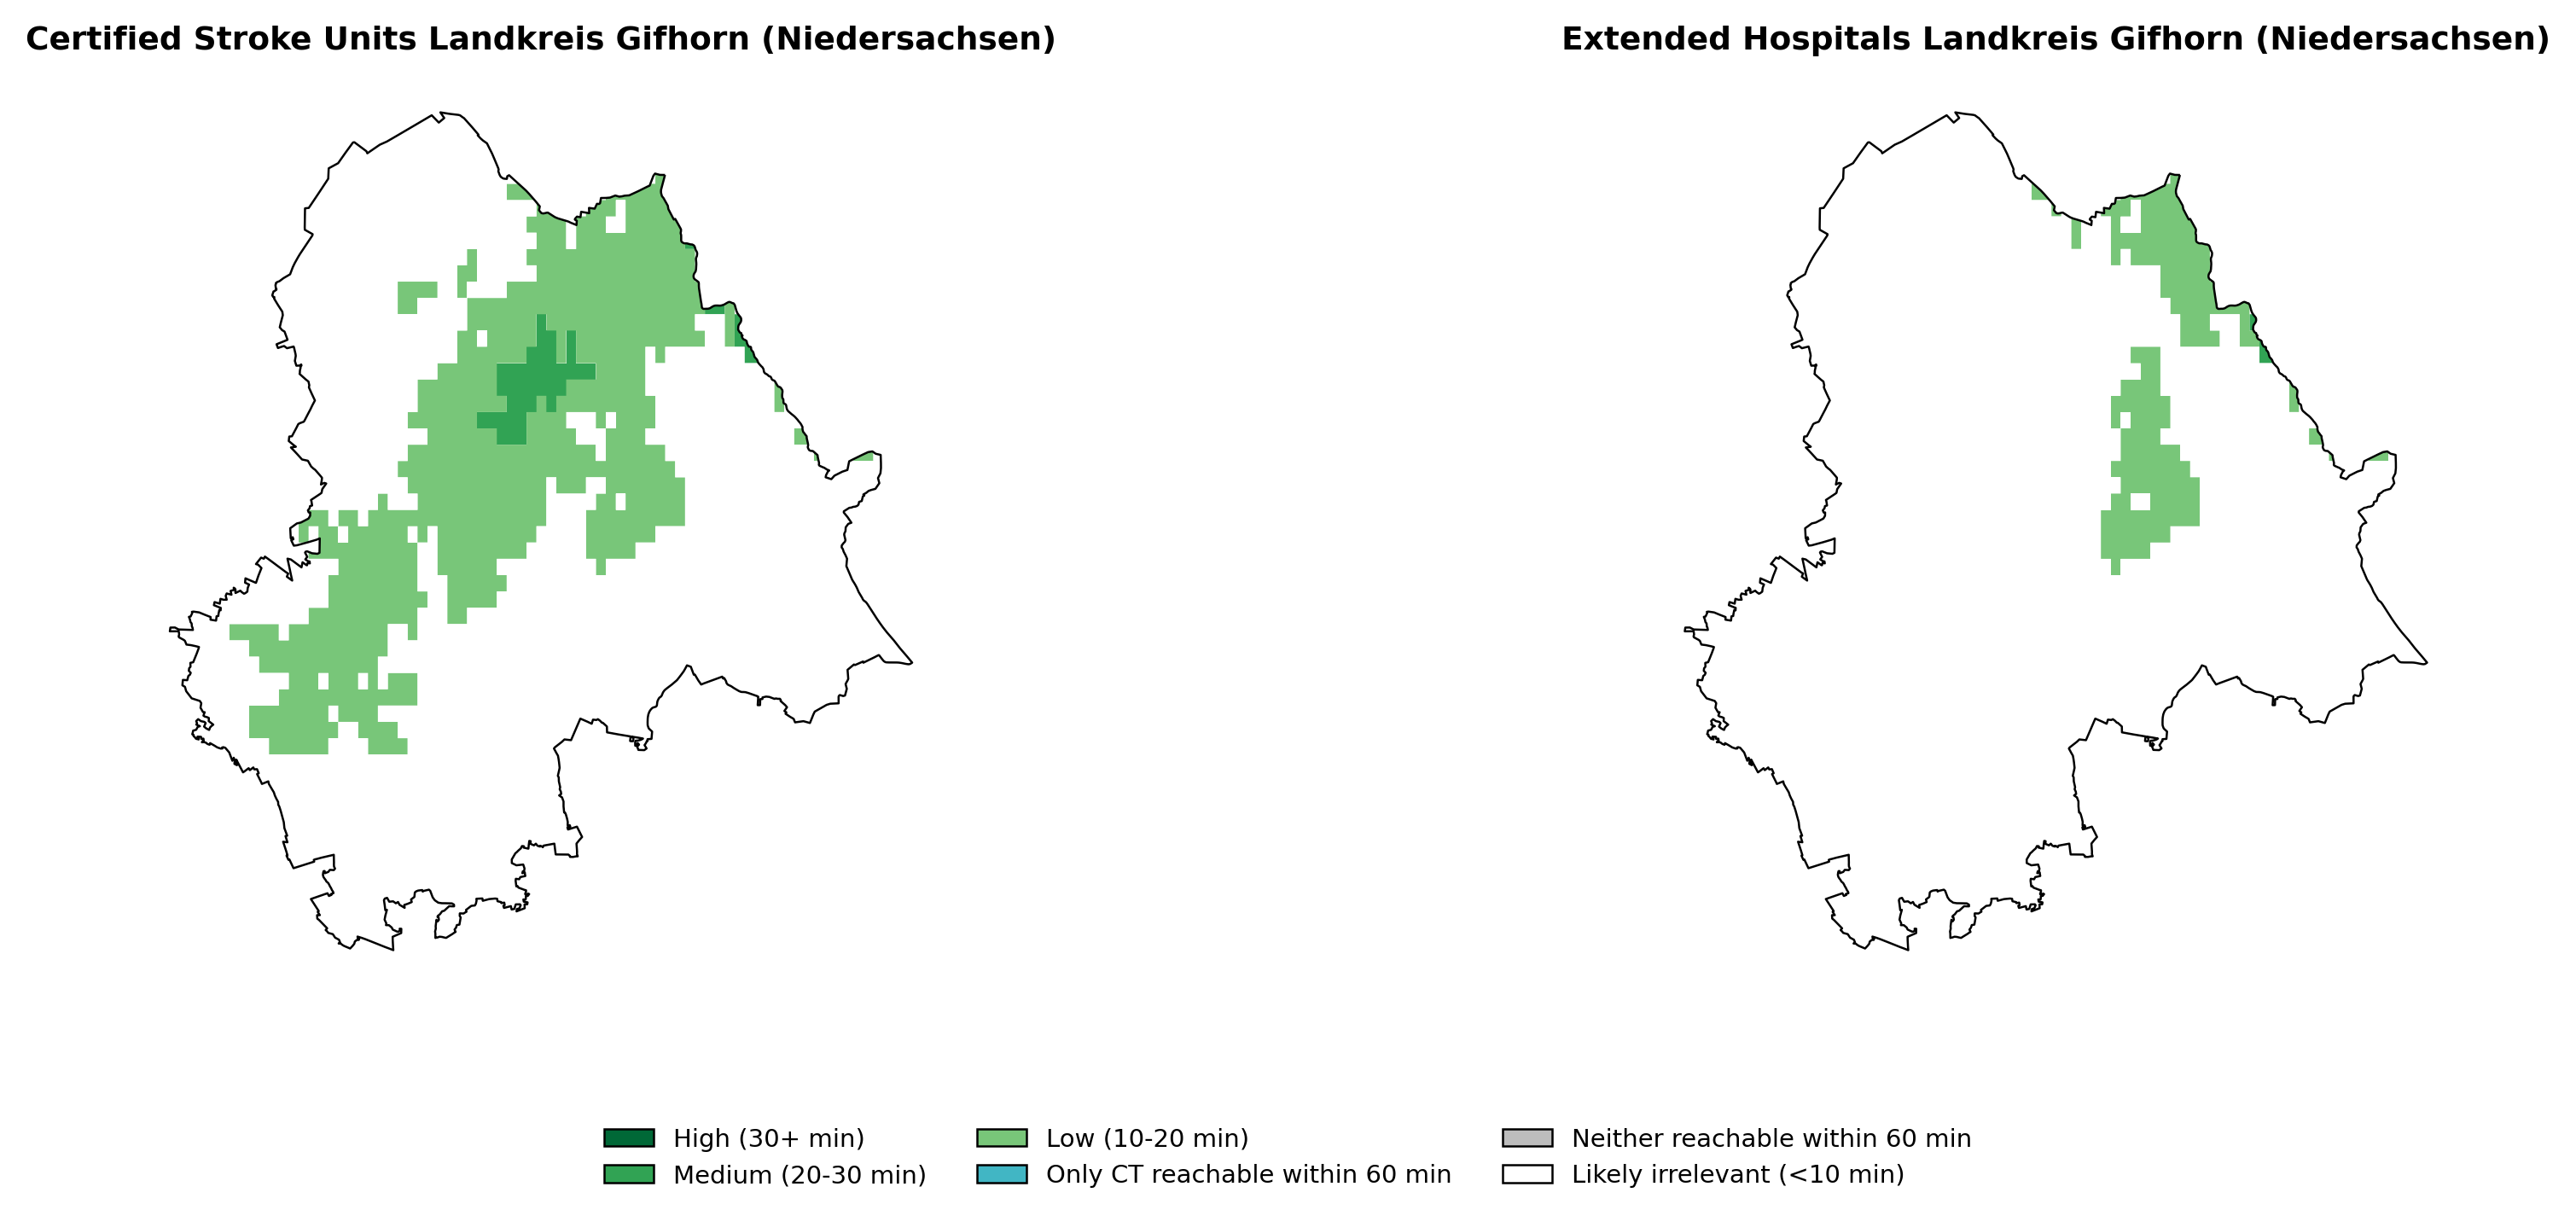 Certified Stroke Units Landkreis Gifhorn (Niedersachsen)
Extended Hospitals Landkreis Gifhorn (Niedersachsen)
High (30+ min)
Medium (20-30 min)
Low (10-20 min)
Only CT reachable within 60 min
Neither reachable within 60 min
Likely irrelevant (<10 min)